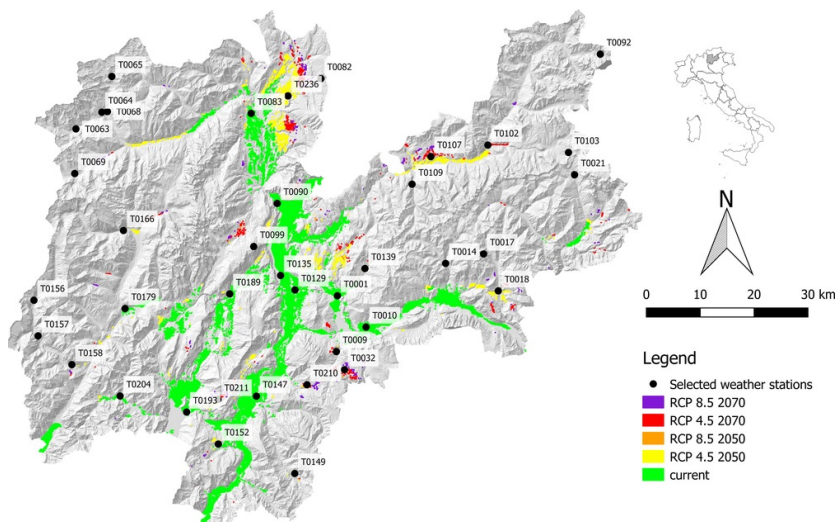 T0092
T0065
T0082
T0236
T0064
T0083
T0068
T0063
T0102
T0107
T0103
T0069
T0021
T0109
T0090
T0166
T0099
T0017
T0139
T0014
T0135
T0129
T0189
T0001
T0018
T0156
T0179
T0010
T0157
T0009
T0158
T0032
T0210
T0204
T0211
T0147
T0193
T0152
T0149
N
0 10 20 30 km
Legend
Selected weather stations
RCP 8.5 2070
RCP 4.5 2070
RCP 8.5 2050
RCP 4.5 2050
current